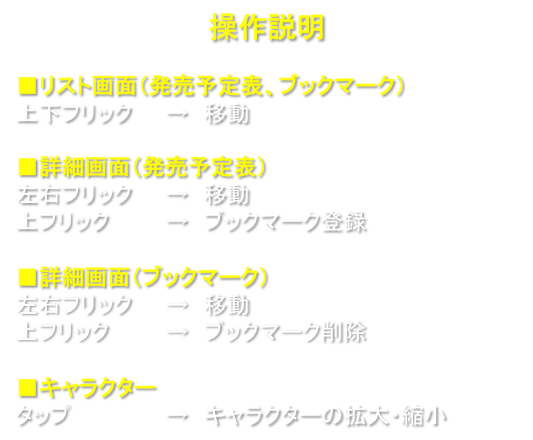 操作説明
■リスト画面（発売予定表、ブックマーク）
上下フリック　→　移動
■詳細画面（発売予定表）
左右フリック　→　移動
上フリック　→　ブックマーク登録
■詳細画面（ブックマーク）
左右フリック　→　移動
上フリック　→　ブックマーク削除
■キャラクター
タップ　→　キャラクターの拡大・縮小